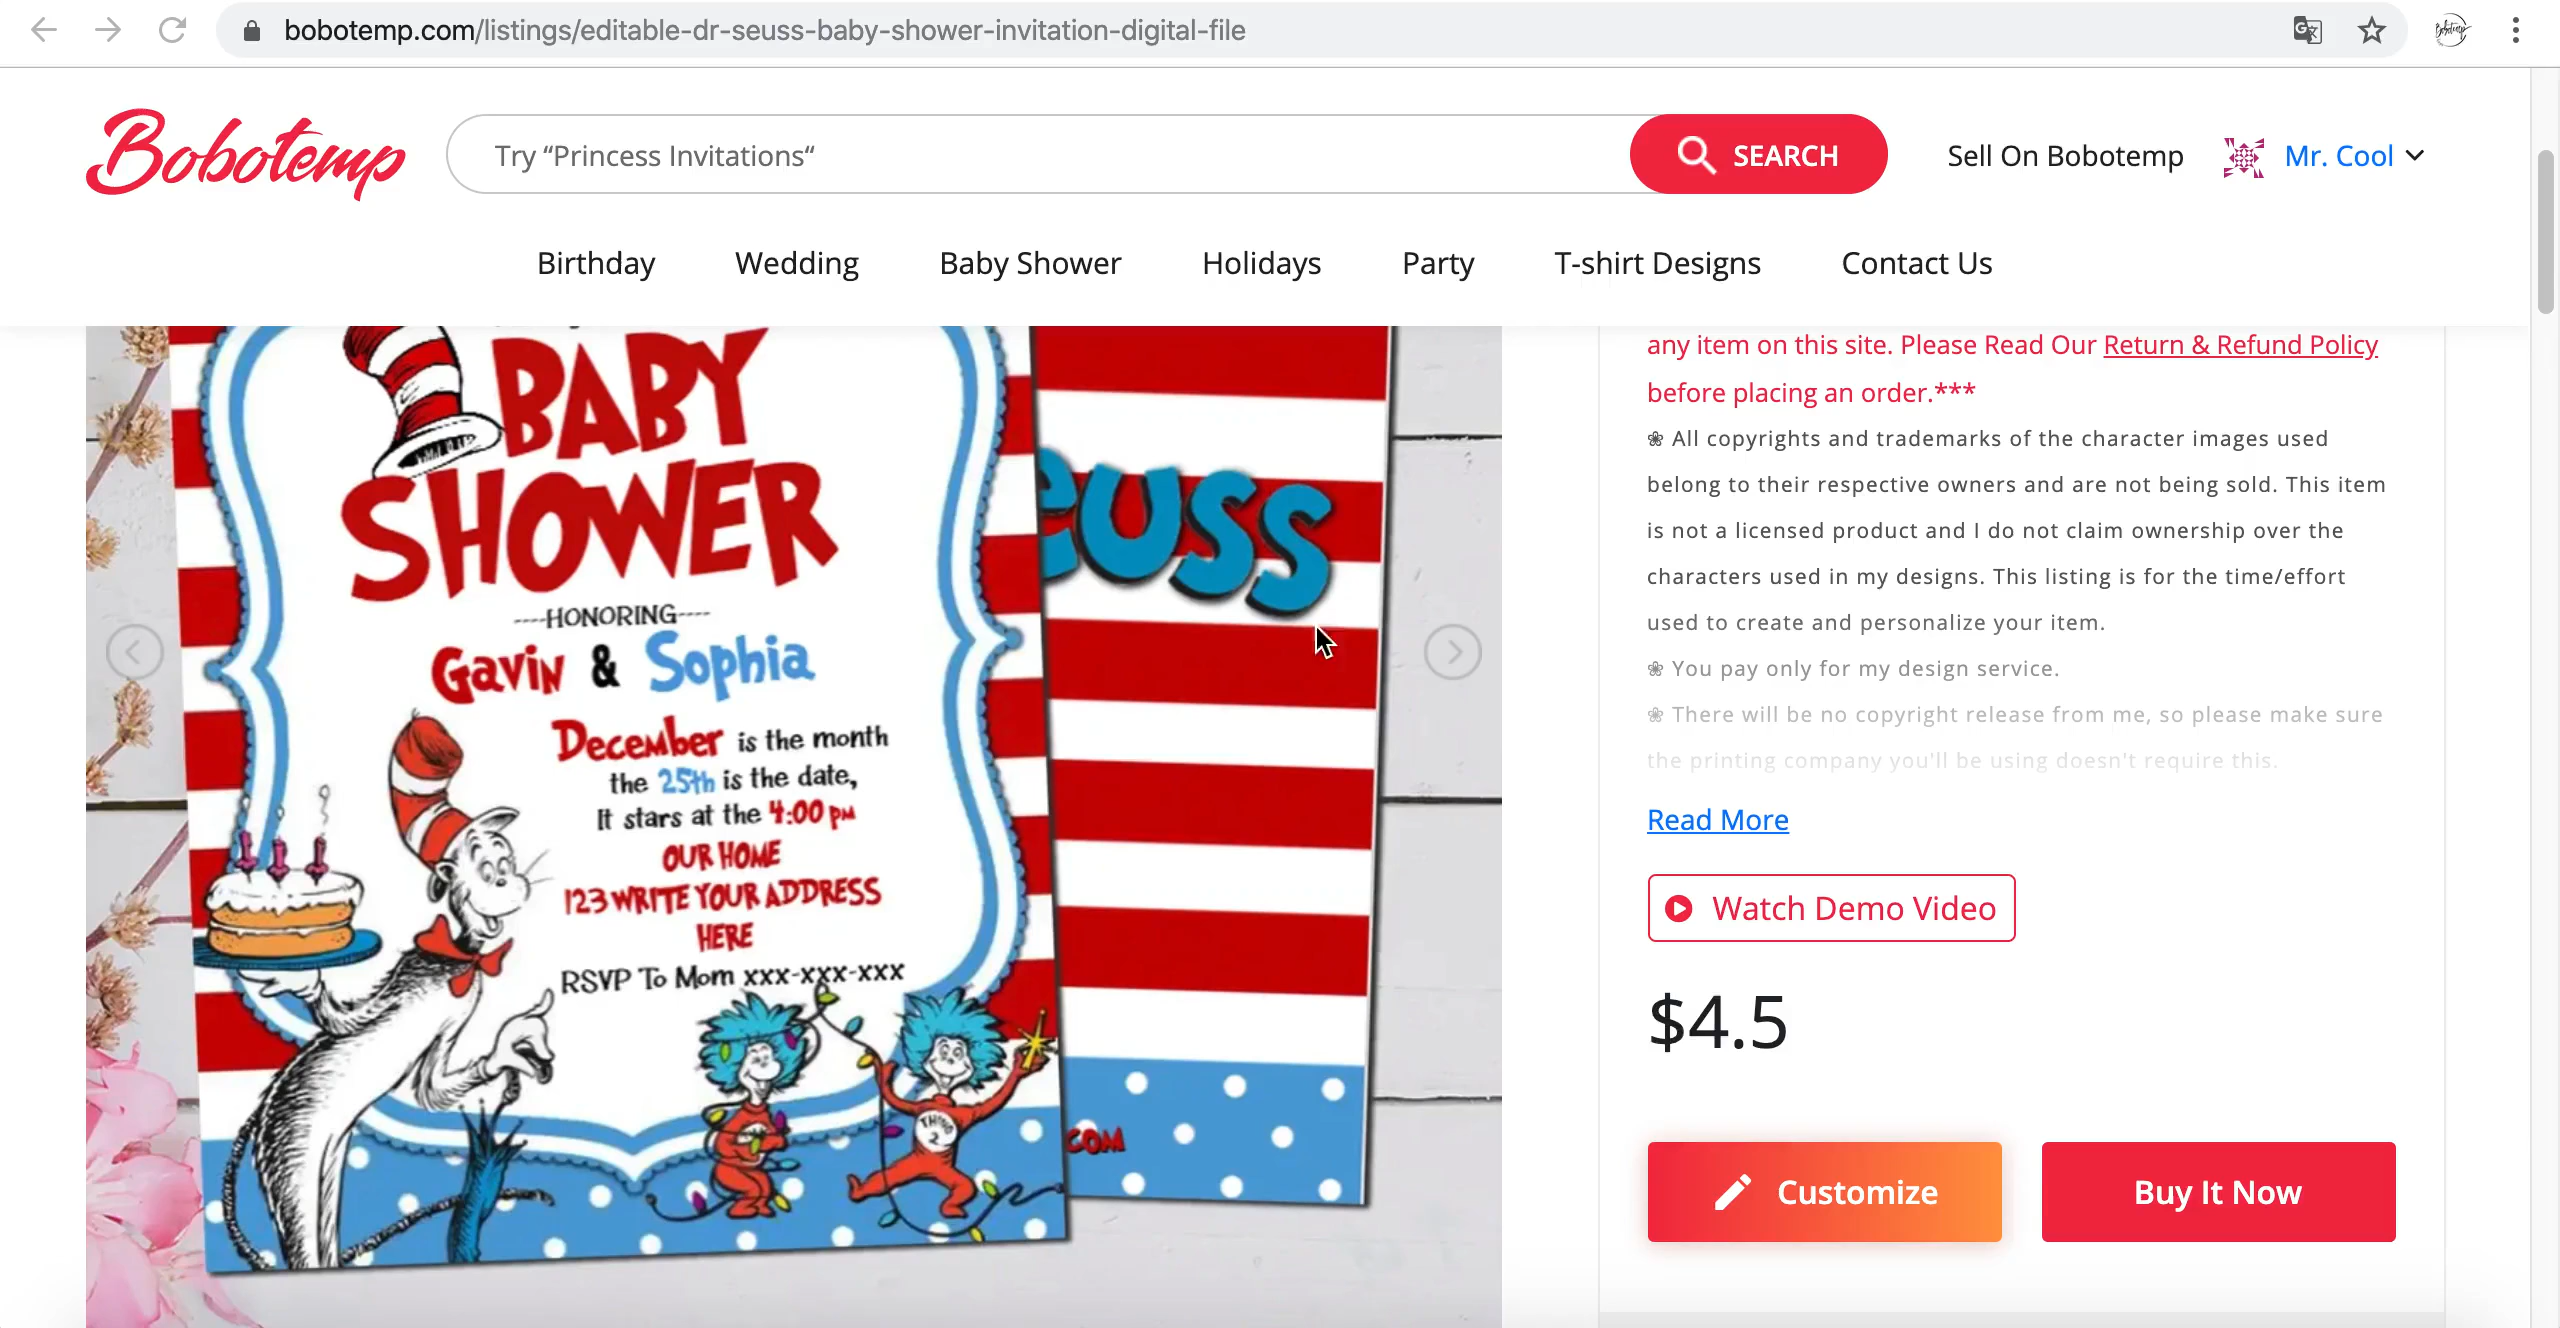 bobotemp.com/listings/editable-dr-seuss-baby-shower-invitation-digital-file
Bobotemp
Try “Princess Invitations“
SEARCH
Sell On Bobotemp
Mr. Cool
Birthday
Wedding
Baby Shower
Holidays
Party
T-shirt Designs
Contact Us
BABY
SHOWER
----HONORING----
Gavin & Sophia
December is the month
the 25th is the date,
It stars at the 4:00 PM
OUR HOME
123 WRITE YOUR ADDRESS
HERE
RSVP To Mom xxx-xxx-xxx
THING
2
euss
.COM
any item on this site. Please Read Our Return & Refund Policy
before placing an order.***
❀ All copyrights and trademarks of the character images used
belong to their respective owners and are not being sold. This item
is not a licensed product and I do not claim ownership over the
characters used in my designs. This listing is for the time/effort
used to create and personalize your item.
❀ You pay only for my design service.
❀ There will be no copyright release from me, so please make sure
the printing company you'll be using doesn't require this.
Read More
Watch Demo Video
$4.5
Customize
Buy It Now